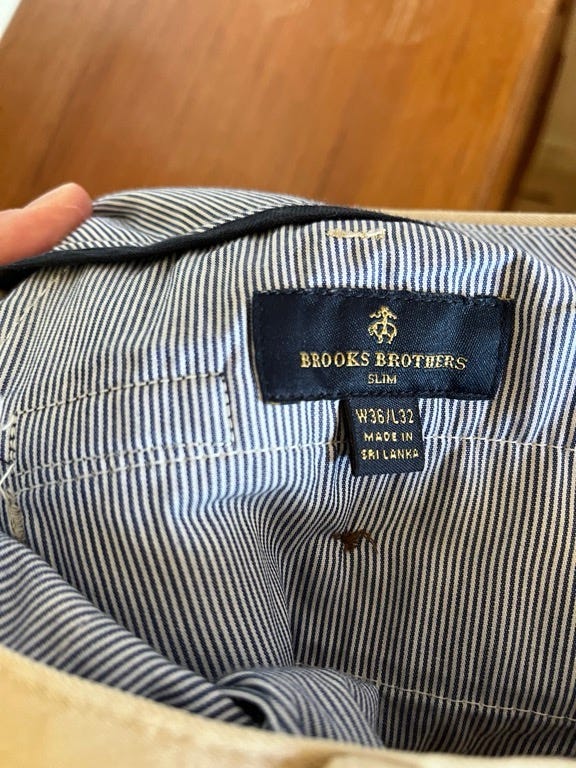 BROOKS BROTHERS
SLIM
W36/L32
MADE IN
SRI LANKA